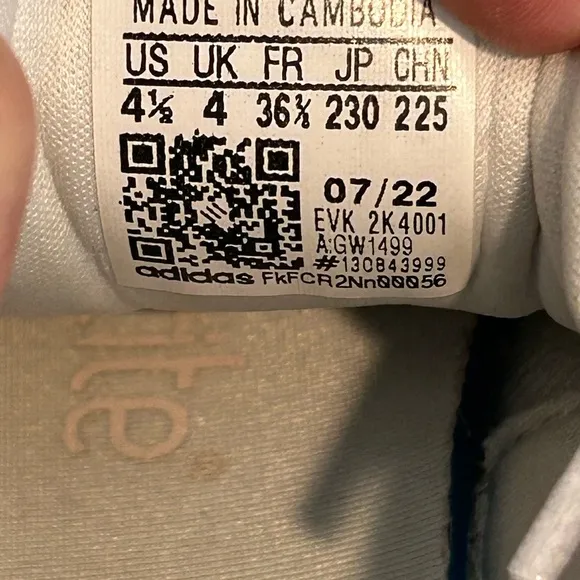 MADE IN CAMBODIA
US UK FR JP CHN
4½ 4 36⅔ 230 225
07/22
EVK 2K4001
A:GW1499
#130843999
adidas FkFCR2Nn00056
ite